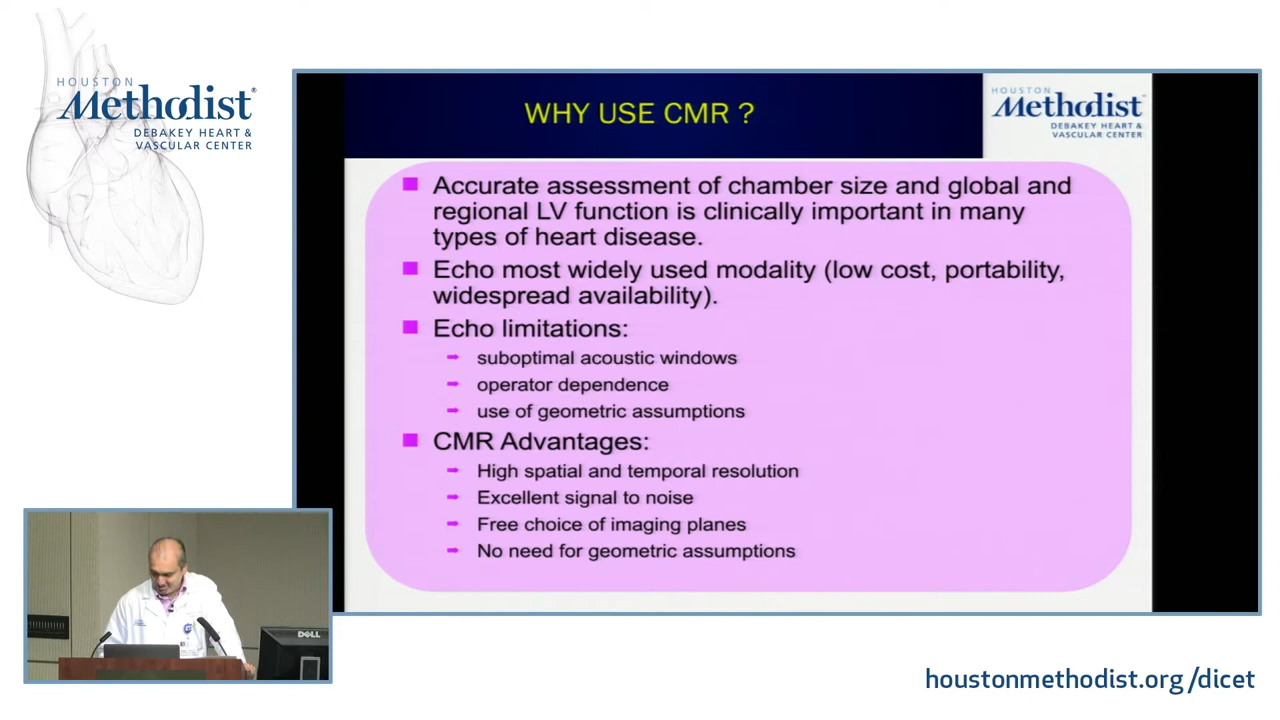 HOUSTON
Methodist®
DEBAKEY HEART &
VASCULAR CENTER
WHY USE CMR ?
HOUSTON
Methodist
DEBAKEY HEART &
VASCULAR CENTER
Accurate assessment of chamber size and global and
regional LV function is clinically important in many
types of heart disease.
Echo most widely used modality (low cost, portability,
widespread availability).
Echo limitations:
suboptimal acoustic windows
operator dependence
use of geometric assumptions
CMR Advantages:
High spatial and temporal resolution
Excellent signal to noise
Free choice of imaging planes
No need for geometric assumptions
DELL
houstonmethodist.org/dicet